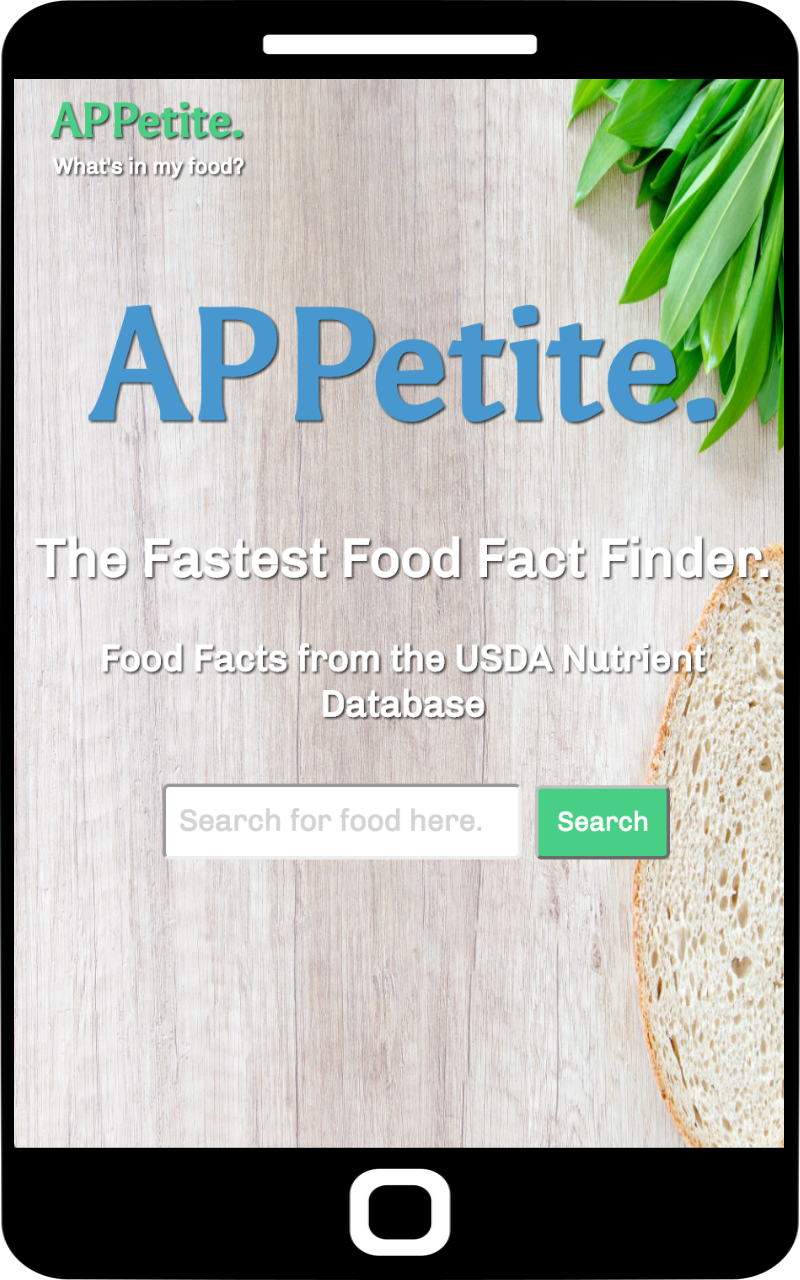 APPetite.
What's in my food?
APPetite.
The Fastest Food Fact Finder.
Food Facts from the USDA Nutrient
Database
Search for food here.
Search